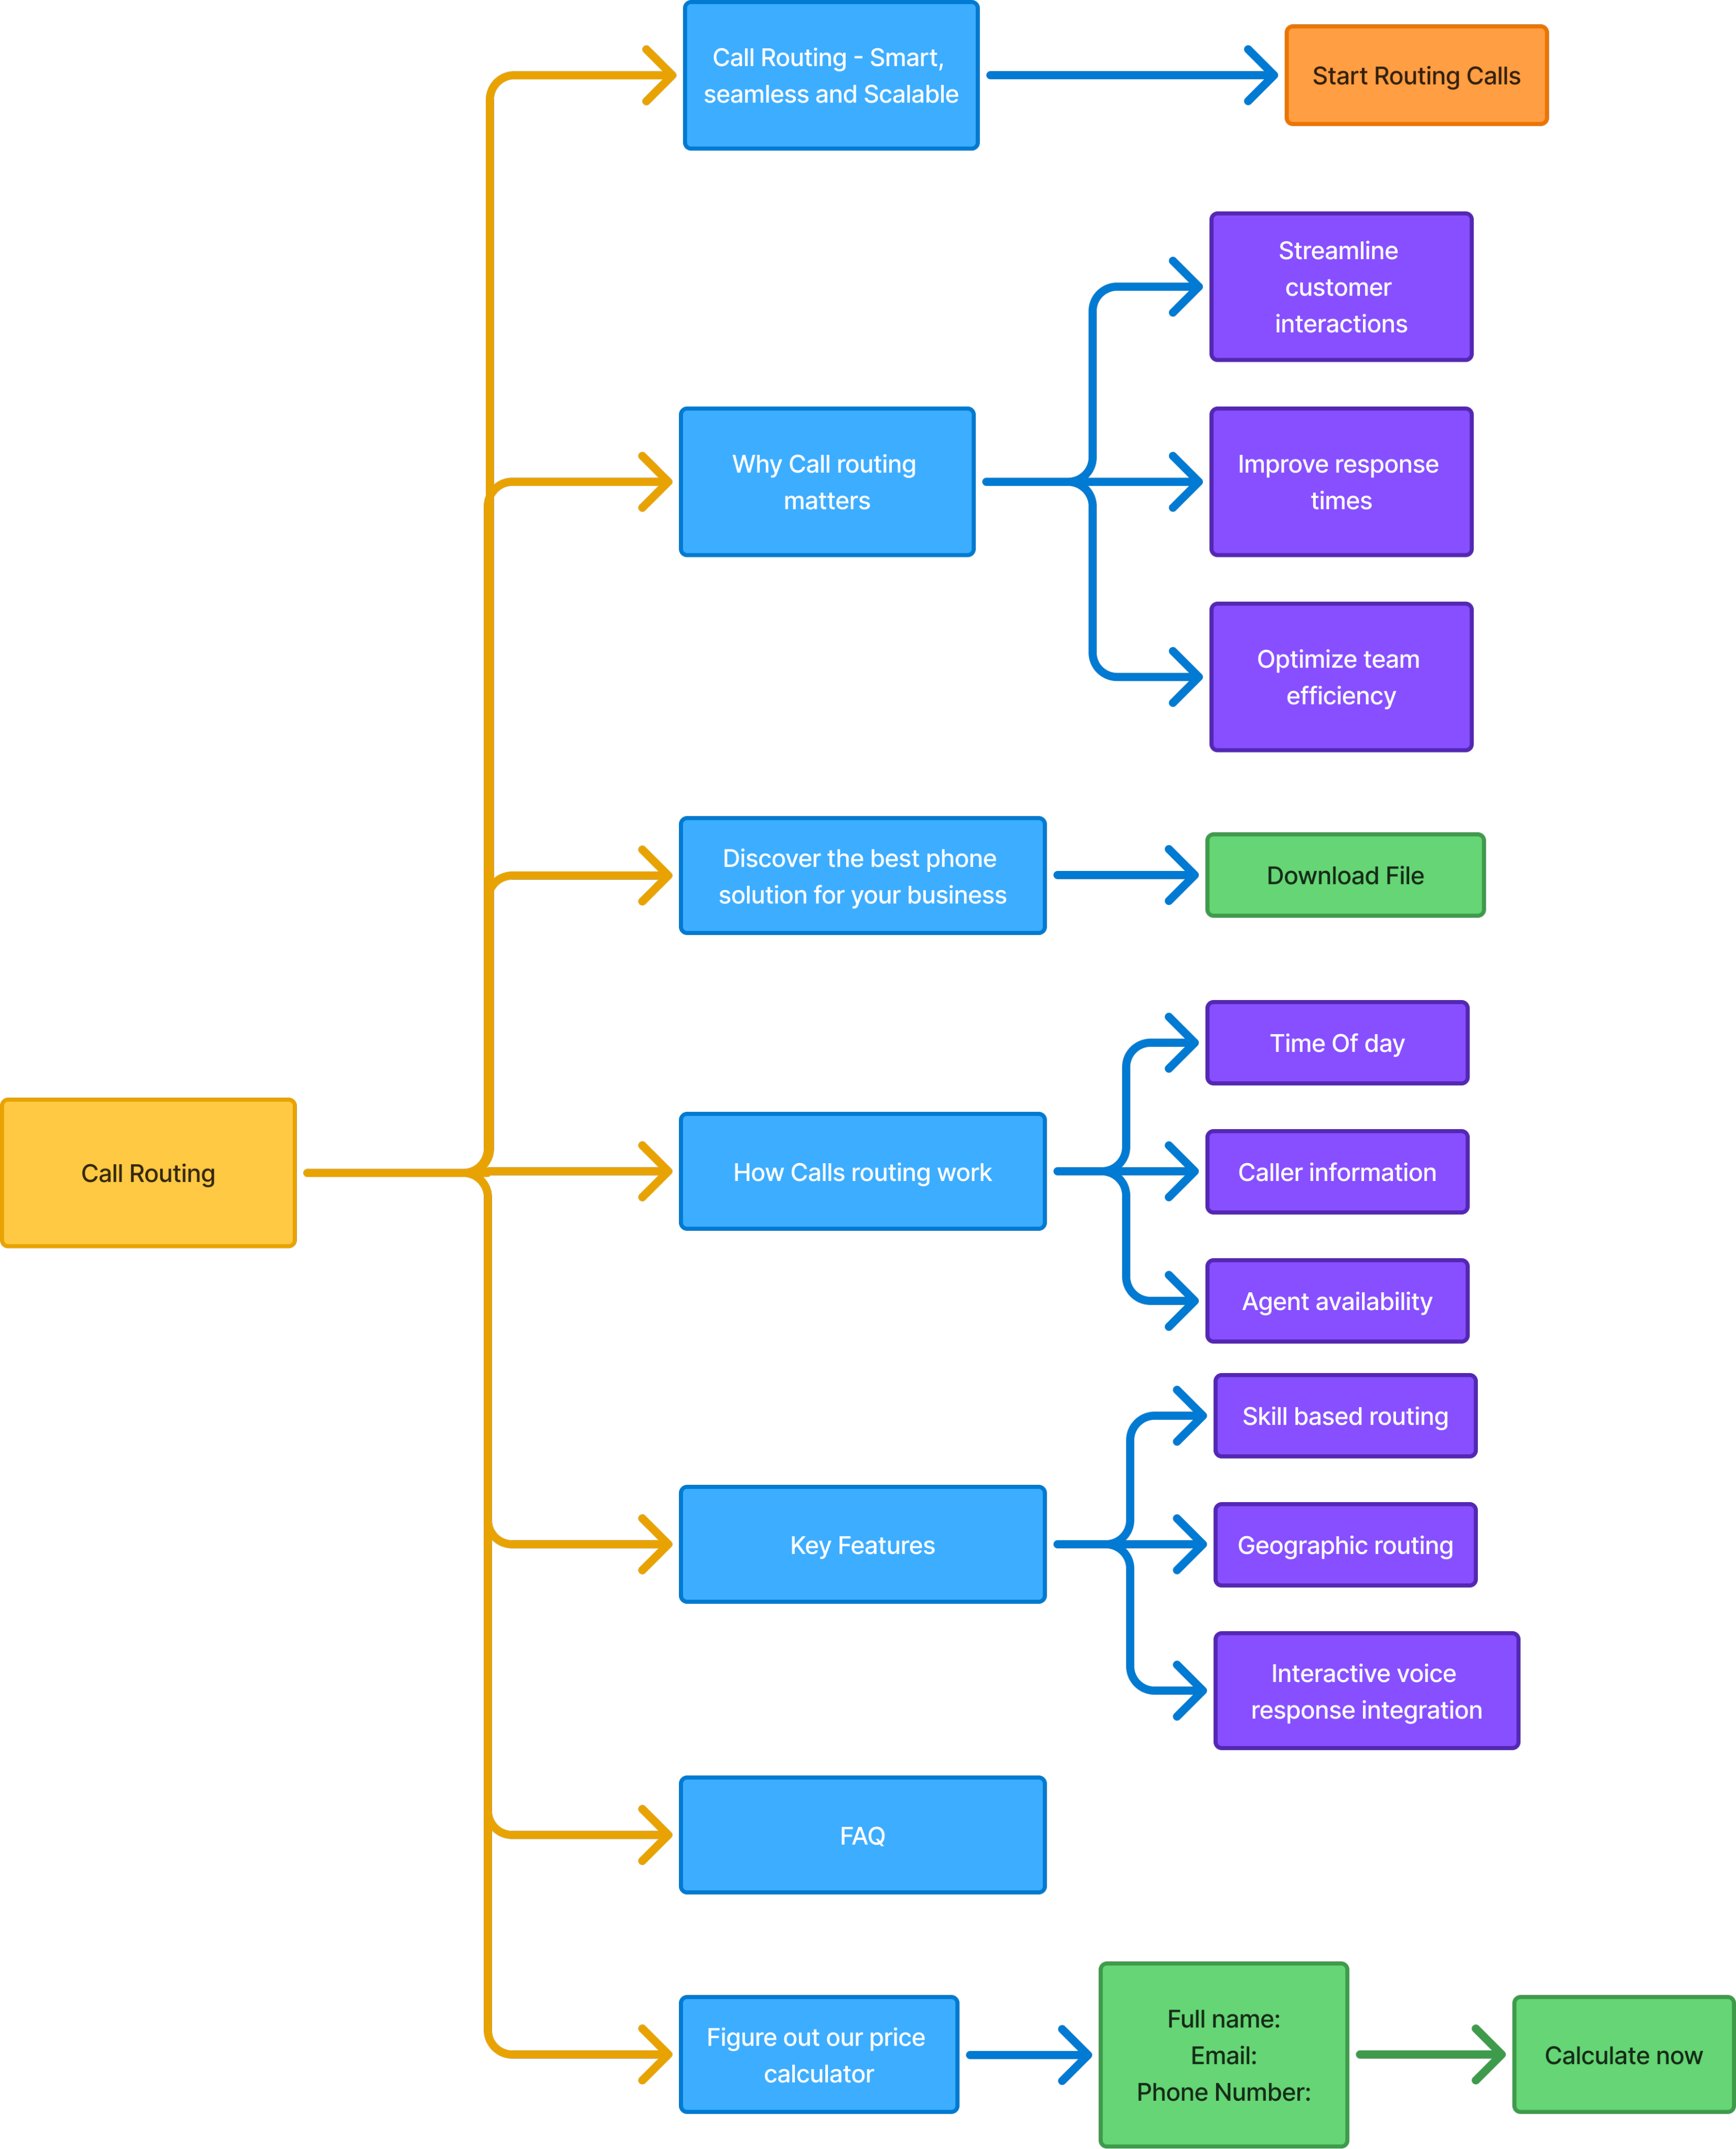 Call Routing - Smart,
seamless and Scalable
Start Routing Calls
Streamline
customer
interactions
Why Call routing
matters
Improve response
times
Optimize team
efficiency
Discover the best phone
solution for your business
Download File
Time Of day
Call Routing
How Calls routing work
Caller information
Agent availability
Skill based routing
Key Features
Geographic routing
Interactive voice
response integration
FAQ
Figure out our price
calculator
Full name:
Email:
Phone Number:
Calculate now